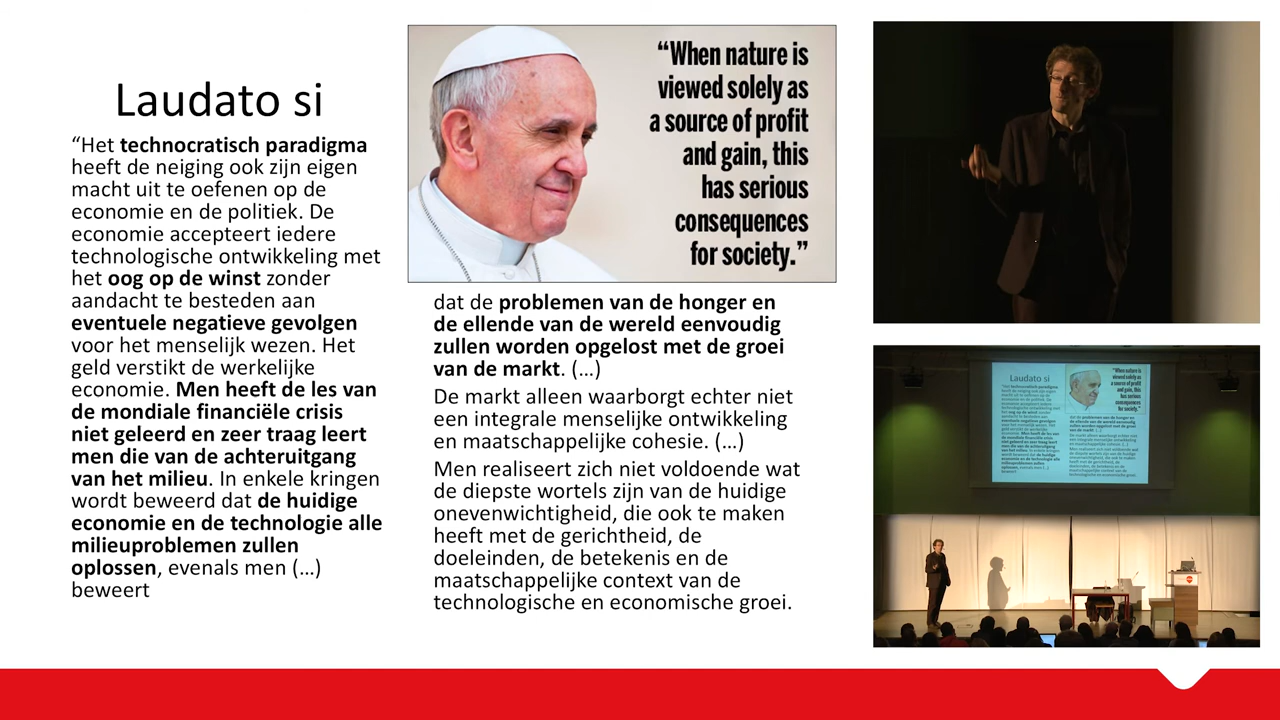 Laudato si
“Het technocratisch paradigma
heeft de neiging ook zijn eigen
macht uit te oefenen op de
economie en de politiek. De
economie accepteert iedere
technologische ontwikkeling met
het oog op de winst zonder
aandacht te besteden aan
eventuele negatieve gevolgen
voor het menselijk wezen. Het
geld verstikt de werkelijke
economie. Men heeft de les van
de mondiale financiële crisis
niet geleerd en zeer traag leert
men die van de achteruitgang
van het milieu. In enkele kringen
wordt beweerd dat de huidige
economie en de technologie alle
milieuproblemen zullen
oplossen, evenals men (…)
beweert
“When nature is
viewed solely as
a source of profit
and gain, this
has serious
consequences
for society.”
dat de problemen van de honger en
de ellende van de wereld eenvoudig
zullen worden opgelost met de groei
van de markt. (…)
De markt alleen waarborgt echter niet
een integrale menselijke ontwikkeling
en maatschappelijke cohesie. (…)
Men realiseert zich niet voldoende wat
de diepste wortels zijn van de huidige
onevenwichtigheid, die ook te maken
heeft met de gerichtheid, de
doeleinden, de betekenis en de
maatschappelijke context van de
technologische en economische groei.
Laudato si
“When nature is
viewed solely as
a source of profit
and gain, this
has serious
consequences
for society.”